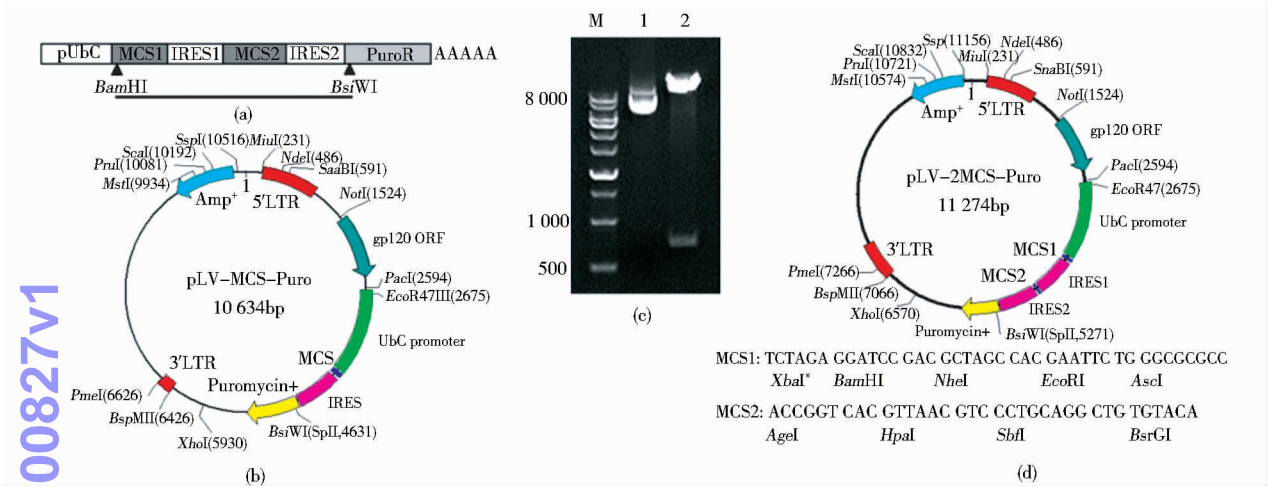 pUbC MCS1 IRES1 MCS2 IRES2 PuroR AAAAA
BamHI BsiWI
(a)
SspI(10516)
ScaI(10192)
PruI(10081)
MstI(9934)
MiuI(231)
NdeI(486)
SaaBI(591)
NotI(1524)
Amp+
1
5'LTR
gp120 ORF
PacI(2594)
EcoR47III(2675)
pLV-MCS-Puro
10 634bp
UbC promoter
MCS
3'LTR
Puromycin+
IRES
PmeI(6626)
BspMII(6426)
XhoI(5930)
BsiWI(SpII,4631)
(b)
M 1 2
8 000
1 000
500
(c)
Ssp(11156)
ScaI(10832)
PruI(10721)
MstI(10574)
MiuI(231)
NdeI(486)
SnaBI(591)
NotI(1524)
Amp+
1
5'LTR
gp120 ORF
PacI(2594)
EcoR47(2675)
pLV-2MCS-Puro
11 274bp
UbC promoter
MCS1
3'LTR
MCS2
IRES1
PmeI(7266)
BspMII(7066)
IRES2
XhoI(6570)
Puromycin+
BsiWI(SpII,5271)
MCS1: TCTAGA GGATCC GAC GCTAGC CAC GAATTC TG GGCGCGCC
XbaI* BamHI NheI EcoRI AscI
MCS2: ACCGGT CAC GTTAAC GTC CCTGCAGG CTG TGTACA
AgeI HpaI SbfI BsrGI
(d)
00827v1